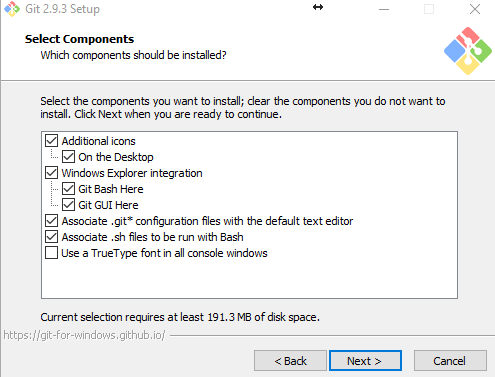 Git 2.9.3 Setup
Select Components
Which components should be installed?
Select the components you want to install; clear the components you do not want to
install. Click Next when you are ready to continue.
Additional icons
On the Desktop
Windows Explorer integration
Git Bash Here
Git GUI Here
Associate .git* configuration files with the default text editor
Associate .sh files to be run with Bash
Use a TrueType font in all console windows
Current selection requires at least 191.3 MB of disk space.
https://git-for-windows.github.io/
< Back
Next >
Cancel